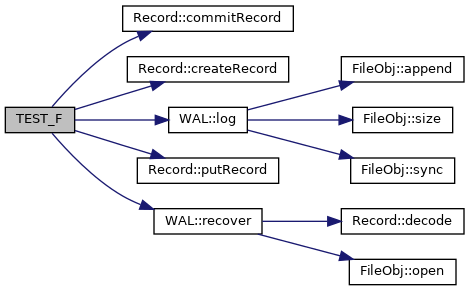 Record::commitRecord
Record::createRecord
FileObj::append
TEST_F
WAL::log
FileObj::size
Record::putRecord
FileObj::sync
WAL::recover
Record::decode
FileObj::open